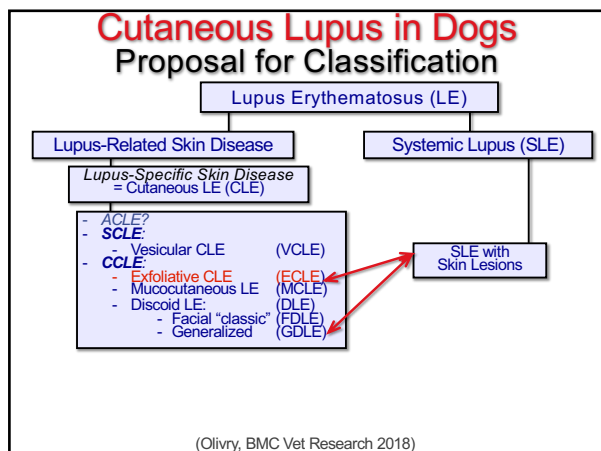 Cutaneous Lupus in Dogs
Proposal for Classification
Lupus Erythematosus (LE)
Lupus-Related Skin Disease
Systemic Lupus (SLE)
Lupus-Specific Skin Disease
= Cutaneous LE (CLE)
- ACLE?
- SCLE:
- Vesicular CLE (VCLE)
- CCLE:
- Exfoliative CLE (ECLE)
- Mucocutaneous LE (MCLE)
- Discoid LE: (DLE)
- Facial “classic” (FDLE)
- Generalized (GDLE)
SLE with
Skin Lesions
(Olivry, BMC Vet Research 2018)